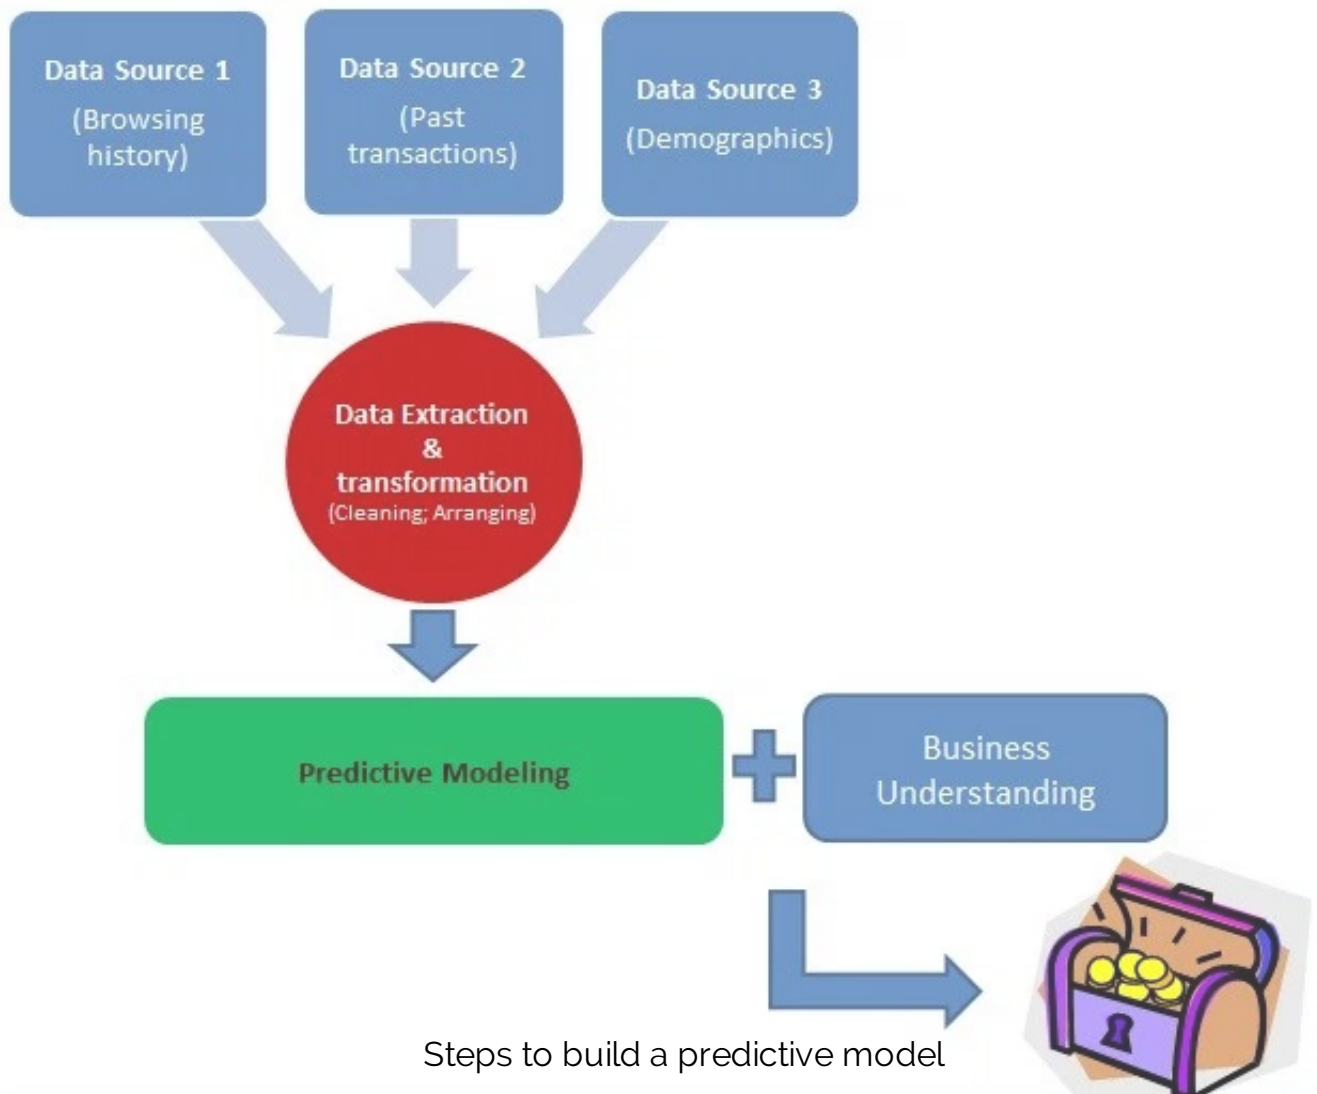 Data Source 1
(Browsing
history)
Data Source 2
(Past
transactions)
Data Source 3
(Demographics)
Data Extraction
&
transformation
(Cleaning; Arranging)
Predictive Modeling
Business
Understanding
Steps to build a predictive model